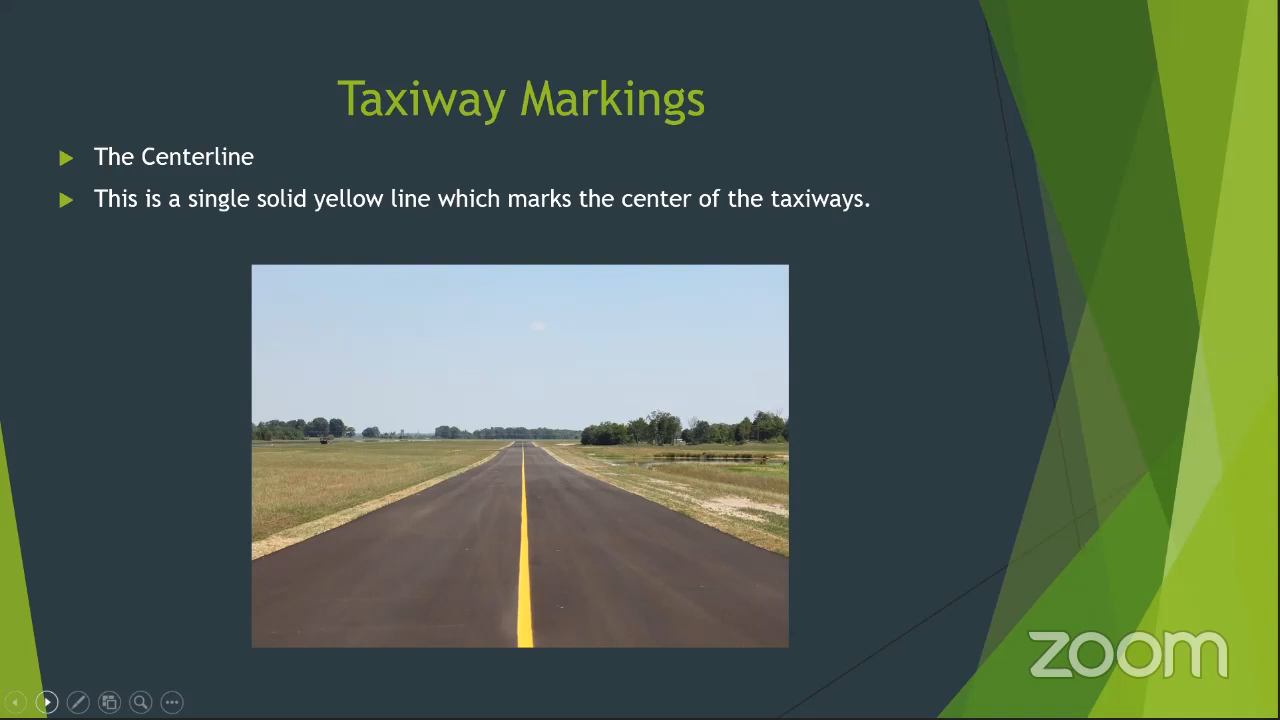 Taxiway Markings
The Centerline
This is a single solid yellow line which marks the center of the taxiways.
zoom